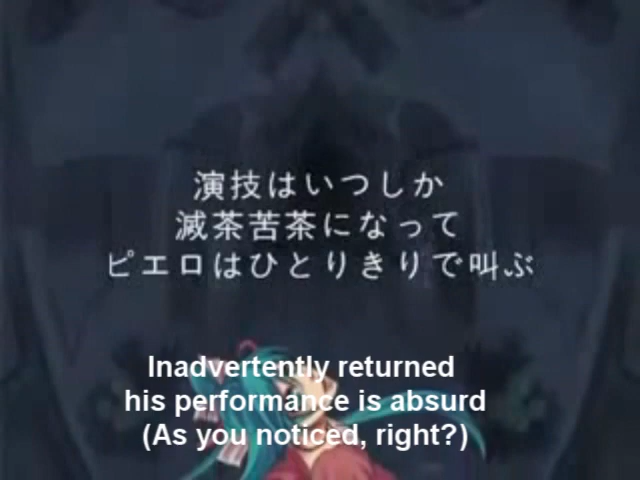 演技はいつしか
滅茶苦茶になって
ピエロはひとりきりで叫ぶ
Inadvertently returned
his performance is absurd
(As you noticed, right?)